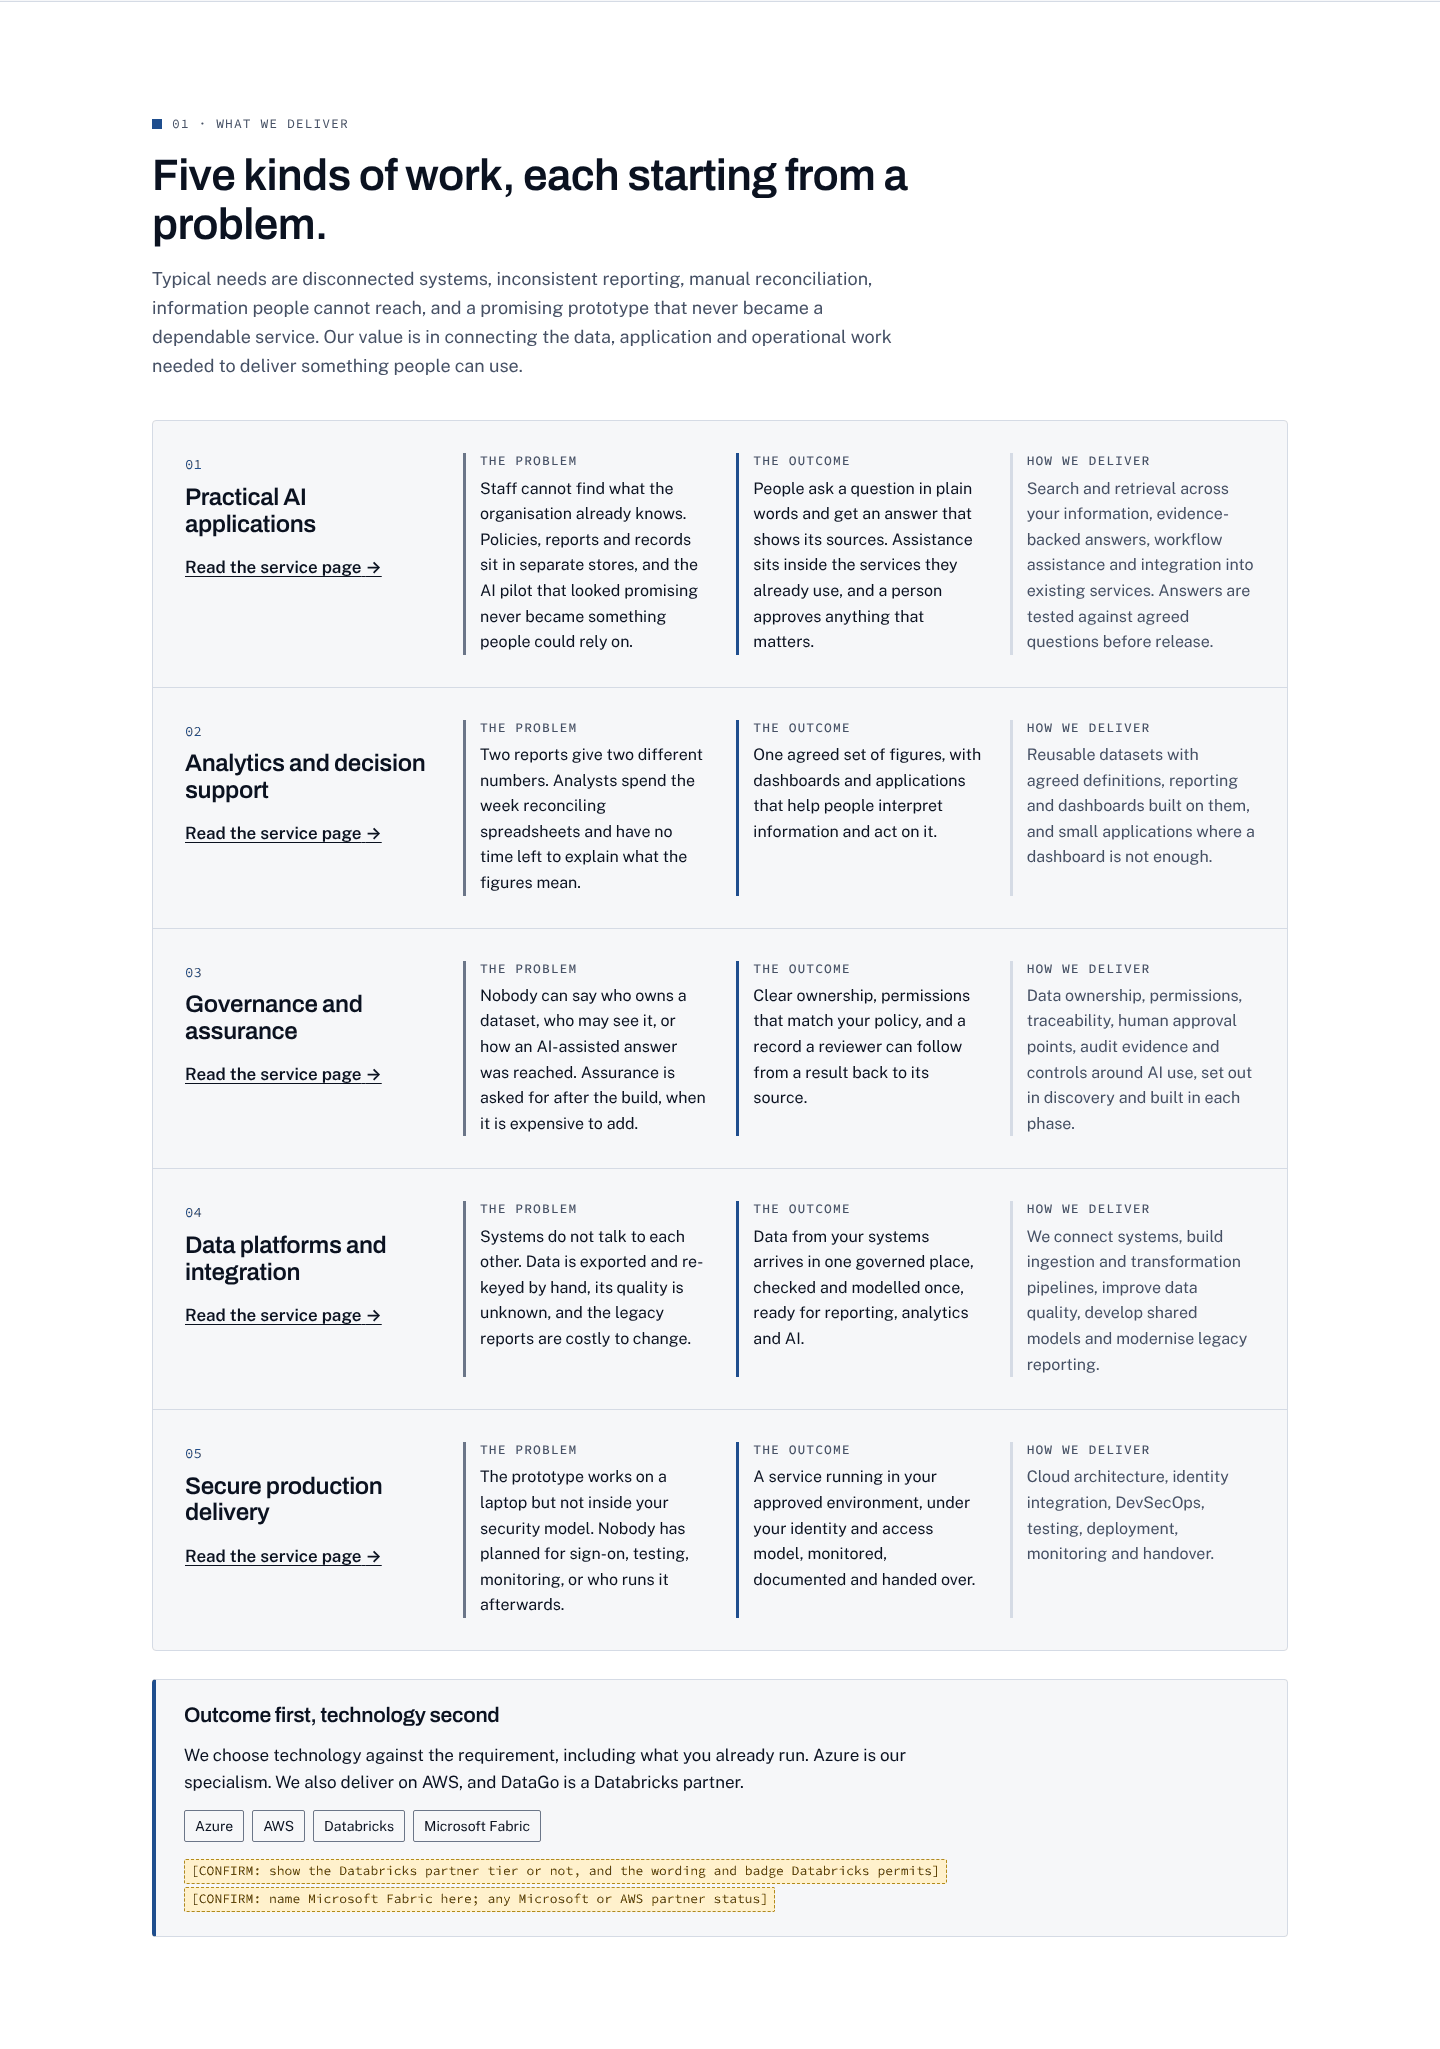 01 · WHAT WE DELIVER
Five kinds of work, each starting from a
problem.
Typical needs are disconnected systems, inconsistent reporting, manual reconciliation,
information people cannot reach, and a promising prototype that never became a
dependable service. Our value is in connecting the data, application and operational work
needed to deliver something people can use.
01
Practical AI
applications
Read the service page →
THE PROBLEM
Staff cannot find what the
organisation already knows.
Policies, reports and records
sit in separate stores, and the
AI pilot that looked promising
never became something
people could rely on.
THE OUTCOME
People ask a question in plain
words and get an answer that
shows its sources. Assistance
sits inside the services they
already use, and a person
approves anything that
matters.
HOW WE DELIVER
Search and retrieval across
your information, evidence-
backed answers, workflow
assistance and integration into
existing services. Answers are
tested against agreed
questions before release.
02
Analytics and decision
support
Read the service page →
THE PROBLEM
Two reports give two different
numbers. Analysts spend the
week reconciling
spreadsheets and have no
time left to explain what the
figures mean.
THE OUTCOME
One agreed set of figures, with
dashboards and applications
that help people interpret
information and act on it.
HOW WE DELIVER
Reusable datasets with
agreed definitions, reporting
and dashboards built on them,
and small applications where a
dashboard is not enough.
03
Governance and
assurance
Read the service page →
THE PROBLEM
Nobody can say who owns a
dataset, who may see it, or
how an AI-assisted answer
was reached. Assurance is
asked for after the build, when
it is expensive to add.
THE OUTCOME
Clear ownership, permissions
that match your policy, and a
record a reviewer can follow
from a result back to its
source.
HOW WE DELIVER
Data ownership, permissions,
traceability, human approval
points, audit evidence and
controls around AI use, set out
in discovery and built in each
phase.
04
Data platforms and
integration
Read the service page →
THE PROBLEM
Systems do not talk to each
other. Data is exported and re-
keyed by hand, its quality is
unknown, and the legacy
reports are costly to change.
THE OUTCOME
Data from your systems
arrives in one governed place,
checked and modelled once,
ready for reporting, analytics
and AI.
HOW WE DELIVER
We connect systems, build
ingestion and transformation
pipelines, improve data
quality, develop shared
models and modernise legacy
reporting.
05
Secure production
delivery
Read the service page →
THE PROBLEM
The prototype works on a
laptop but not inside your
security model. Nobody has
planned for sign-on, testing,
monitoring, or who runs it
afterwards.
THE OUTCOME
A service running in your
approved environment, under
your identity and access
model, monitored,
documented and handed over.
HOW WE DELIVER
Cloud architecture, identity
integration, DevSecOps,
testing, deployment,
monitoring and handover.
Outcome first, technology second
We choose technology against the requirement, including what you already run. Azure is our
specialism. We also deliver on AWS, and DataGo is a Databricks partner.
Azure
AWS
Databricks
Microsoft Fabric
[CONFIRM: show the Databricks partner tier or not, and the wording and badge Databricks permits]
[CONFIRM: name Microsoft Fabric here; any Microsoft or AWS partner status]